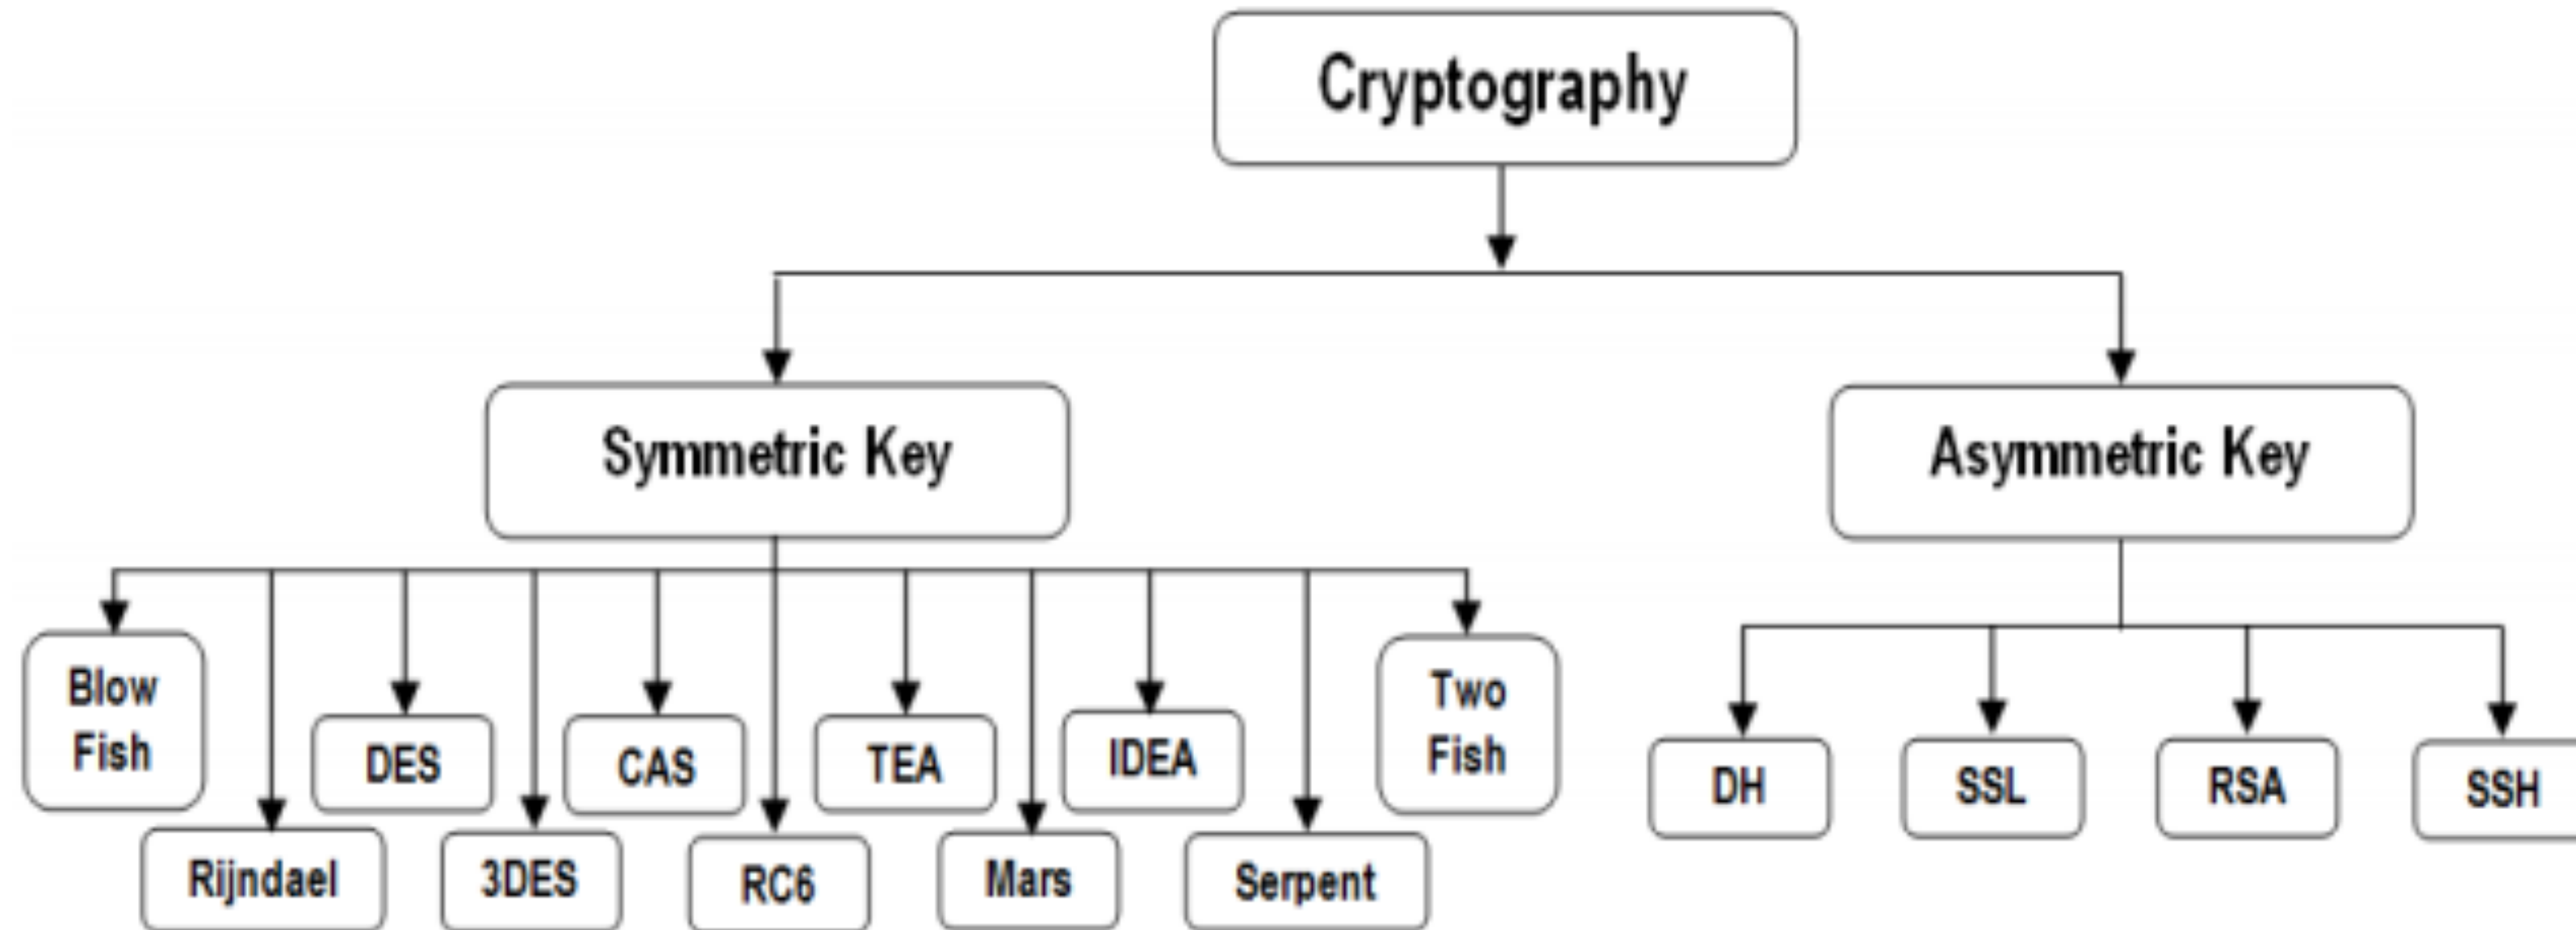 Cryptography
Symmetric Key
Asymmetric Key
Blow
Fish
Rijndael
DES
3DES
CAS
RC6
TEA
Mars
IDEA
Serpent
Two
Fish
DH
SSL
RSA
SSH